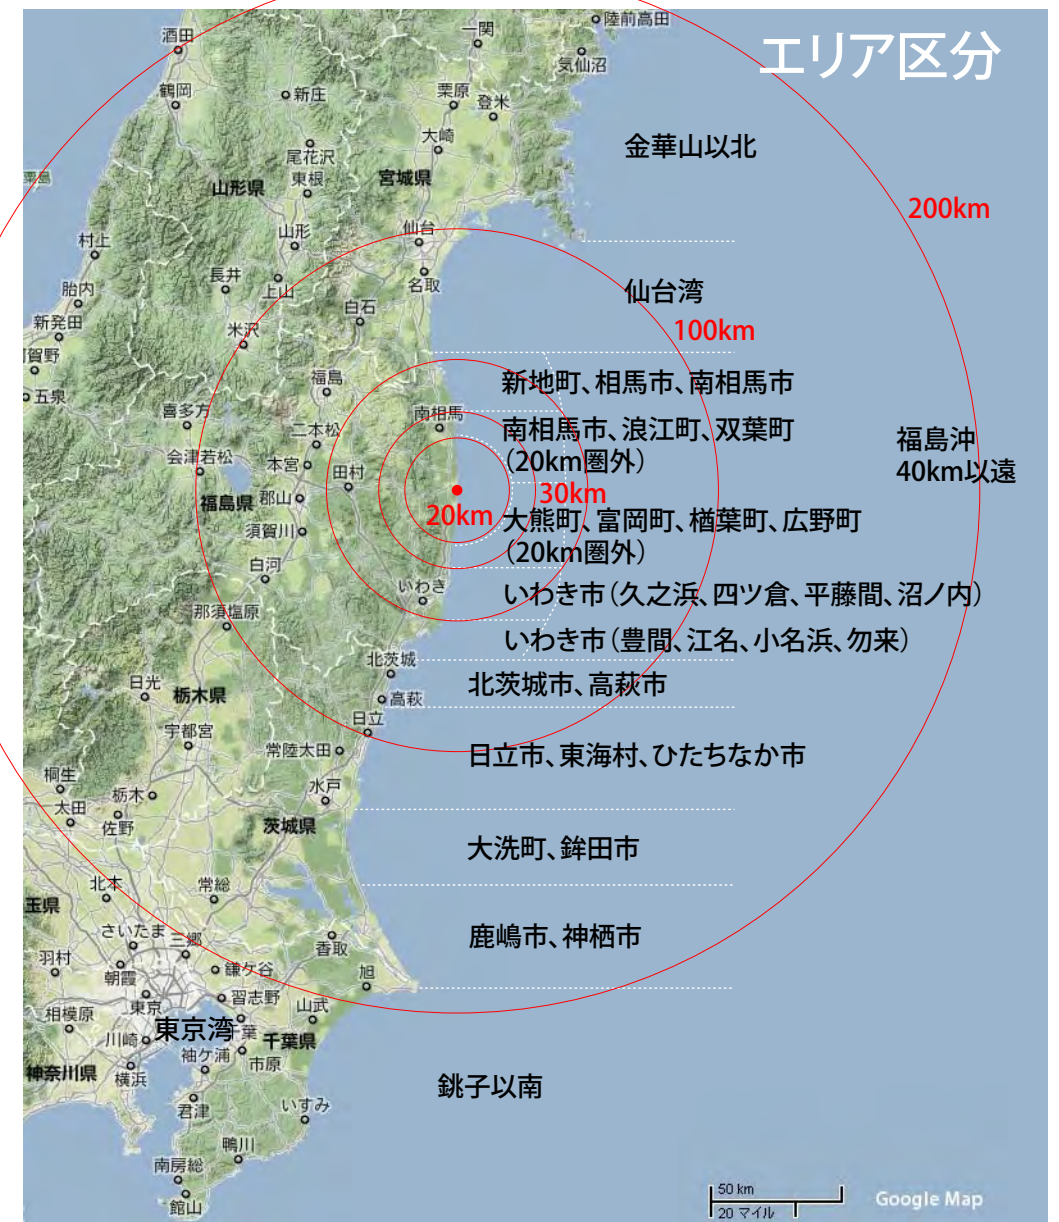 エリア区分
陸前高田
酒田
一関
気仙沼
鶴岡
新庄
栗原
登米
大崎
金華山以北
尾花沢
東根
山形県
宮城県
200km
山形
仙台
村上
長井
上山
名取
胎内
仙台湾
白石
新発田
米沢
100km
賀野
福島
新地町、相馬市、南相馬市
五泉
喜多方
南相馬
二本松
南相馬市、浪江町、双葉町
(20km圏外)
福島沖
40km以遠
会津若松
本宮
田村
福島県
郡山
30km
20km
大熊町、富岡町、楢葉町、広野町
(20km圏外)
須賀川
白河
いわき
いわき市（久之浜、四ツ倉、平藤間、沼ノ内）
那須塩原
いわき市（豊間、江名、小名浜、勿来）
北茨城
北茨城市、高萩市
日光
栃木県
高萩
日立
宇都宮
常陸太田
日立市、東海村、ひたちなか市
桐生
栃木
水戸
太田
佐野
茨城県
大洗町、鉾田市
北本
常総
玉県
さいたま
三郷
香取
鹿嶋市、神栖市
羽村
朝霞
鎌ケ谷
旭
東京
習志野
相模原
山武
川崎
東京湾
千葉
千葉県
袖ケ浦
市原
神奈川県
横浜
銚子以南
君津
いすみ
鴨川
南房総
館山
50 km
20 マイル
Google Map